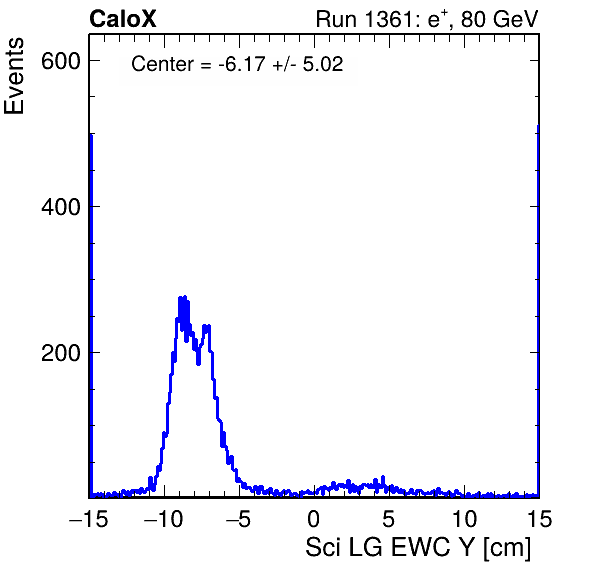 CaloX
Run 1361: e⁺, 80 GeV
Center = -6.17 +/- 5.02
Events
600
400
200
−15 −10 −5 0 5 10 15
Sci LG EWC Y [cm]